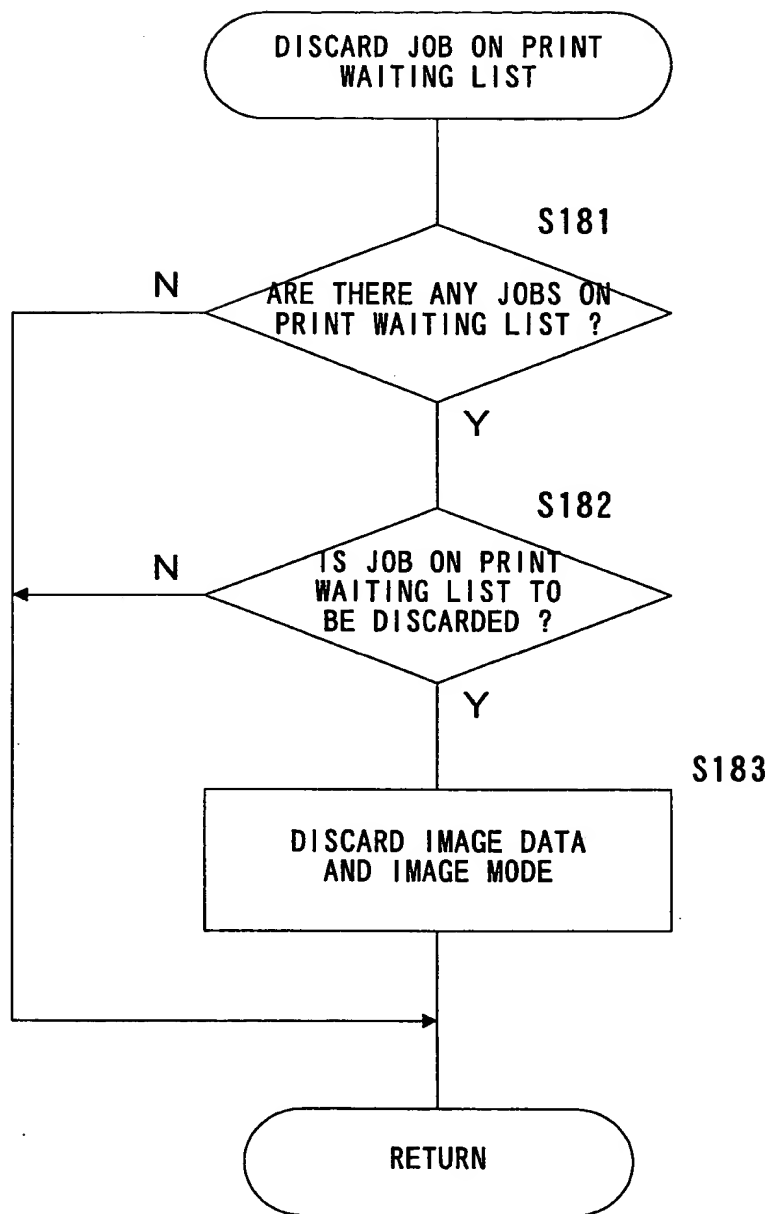 DISCARD JOB ON PRINT
WAITING LIST
S181
N
ARE THERE ANY JOBS ON
PRINT WAITING LIST ?
Y
S182
N
IS JOB ON PRINT
WAITING LIST TO
BE DISCARDED ?
Y
S183
DISCARD IMAGE DATA
AND IMAGE MODE
RETURN